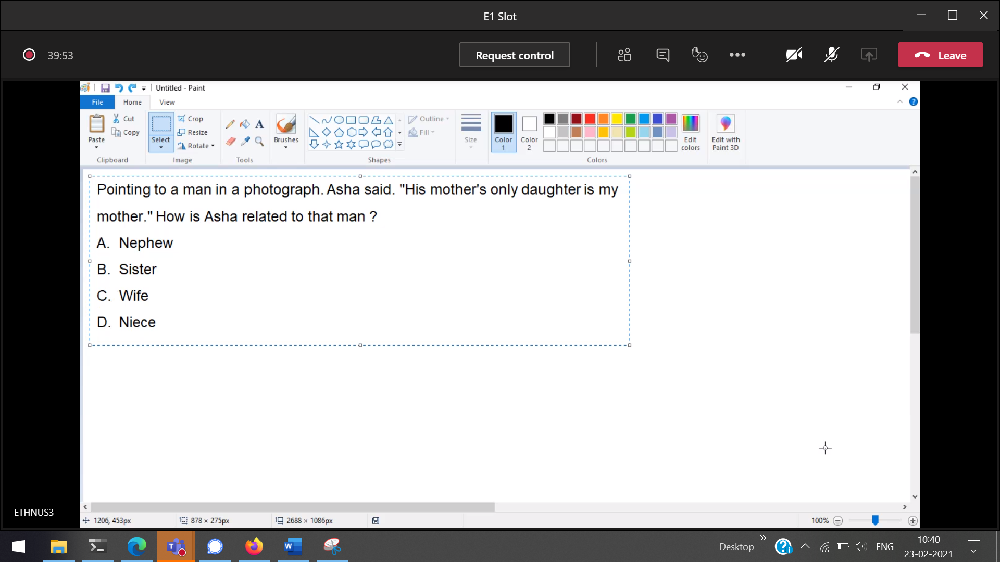 E1 Slot
39:53
Request control
Leave
Untitled - Paint
File Home View
Paste
Cut
Copy
Clipboard
Select
Crop
Resize
Rotate
Image
A
Tools
Brushes
Shapes
Outline
Fill
Size
Color 1
Color 2
Colors
Edit colors
Edit with Paint 3D
Pointing to a man in a photograph. Asha said. "His mother's only daughter is my
mother." How is Asha related to that man ?
A. Nephew
B. Sister
C. Wife
D. Niece
ETHNUS3
1206, 453px 878 × 275px 2688 × 1086px 100%
Desktop ENG
10:40
23-02-2021